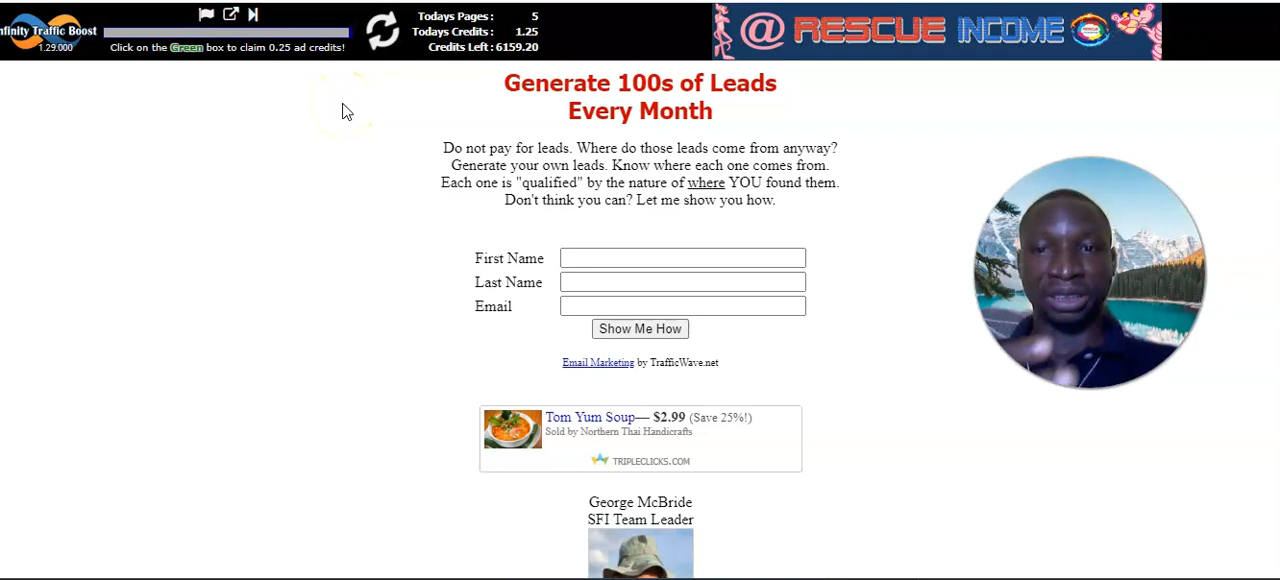 nfinity Traffic Boost
1.29.000
Click on the Green box to claim 0.25 ad credits!
Todays Pages : 5
Todays Credits : 1.25
Credits Left : 6159.20
@ RESCUE INCOME
Generate 100s of Leads
Every Month
Do not pay for leads. Where do those leads come from anyway?
Generate your own leads. Know where each one comes from.
Each one is "qualified" by the nature of where YOU found them.
Don't think you can? Let me show you how.
First Name
Last Name
Email
Show Me How
Email Marketing by TrafficWave.net
Tom Yum Soup— $2.99 (Save 25%!)
Sold by Northern Thai Handicrafts
TRIPLECLICKS.COM
George McBride
SFI Team Leader